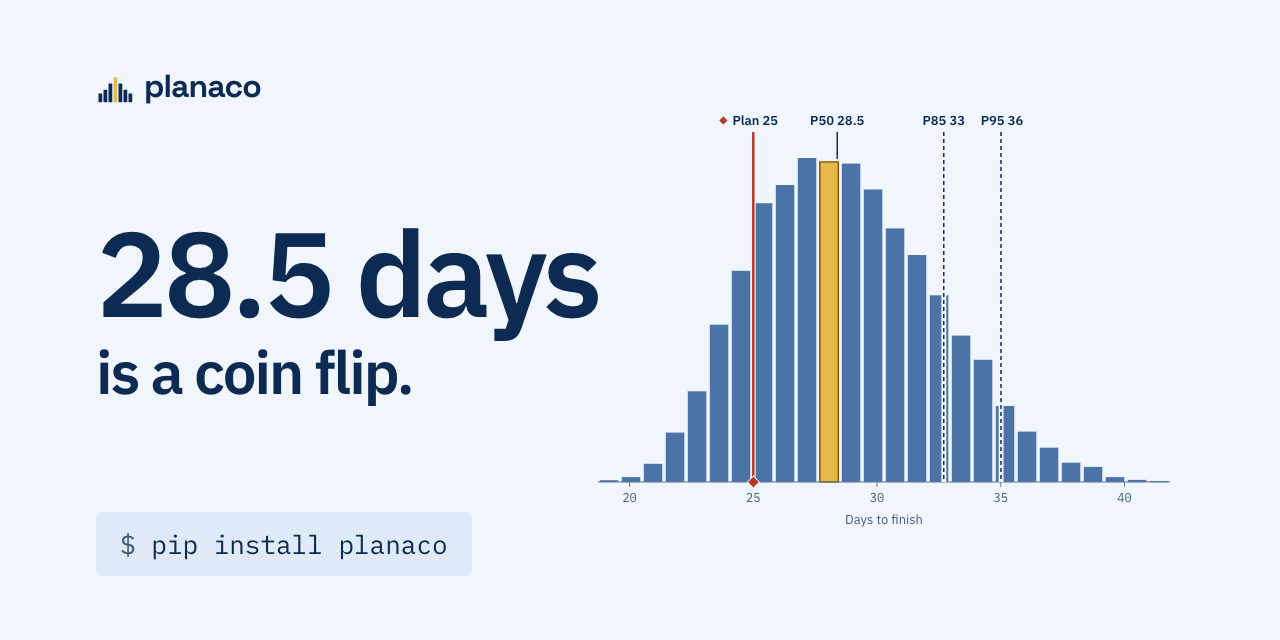 planaco
28.5 days
is a coin flip.
$ pip install planaco
Plan 25 P50 28.5 P85 33 P95 36
20 25 30 35 40
Days to finish